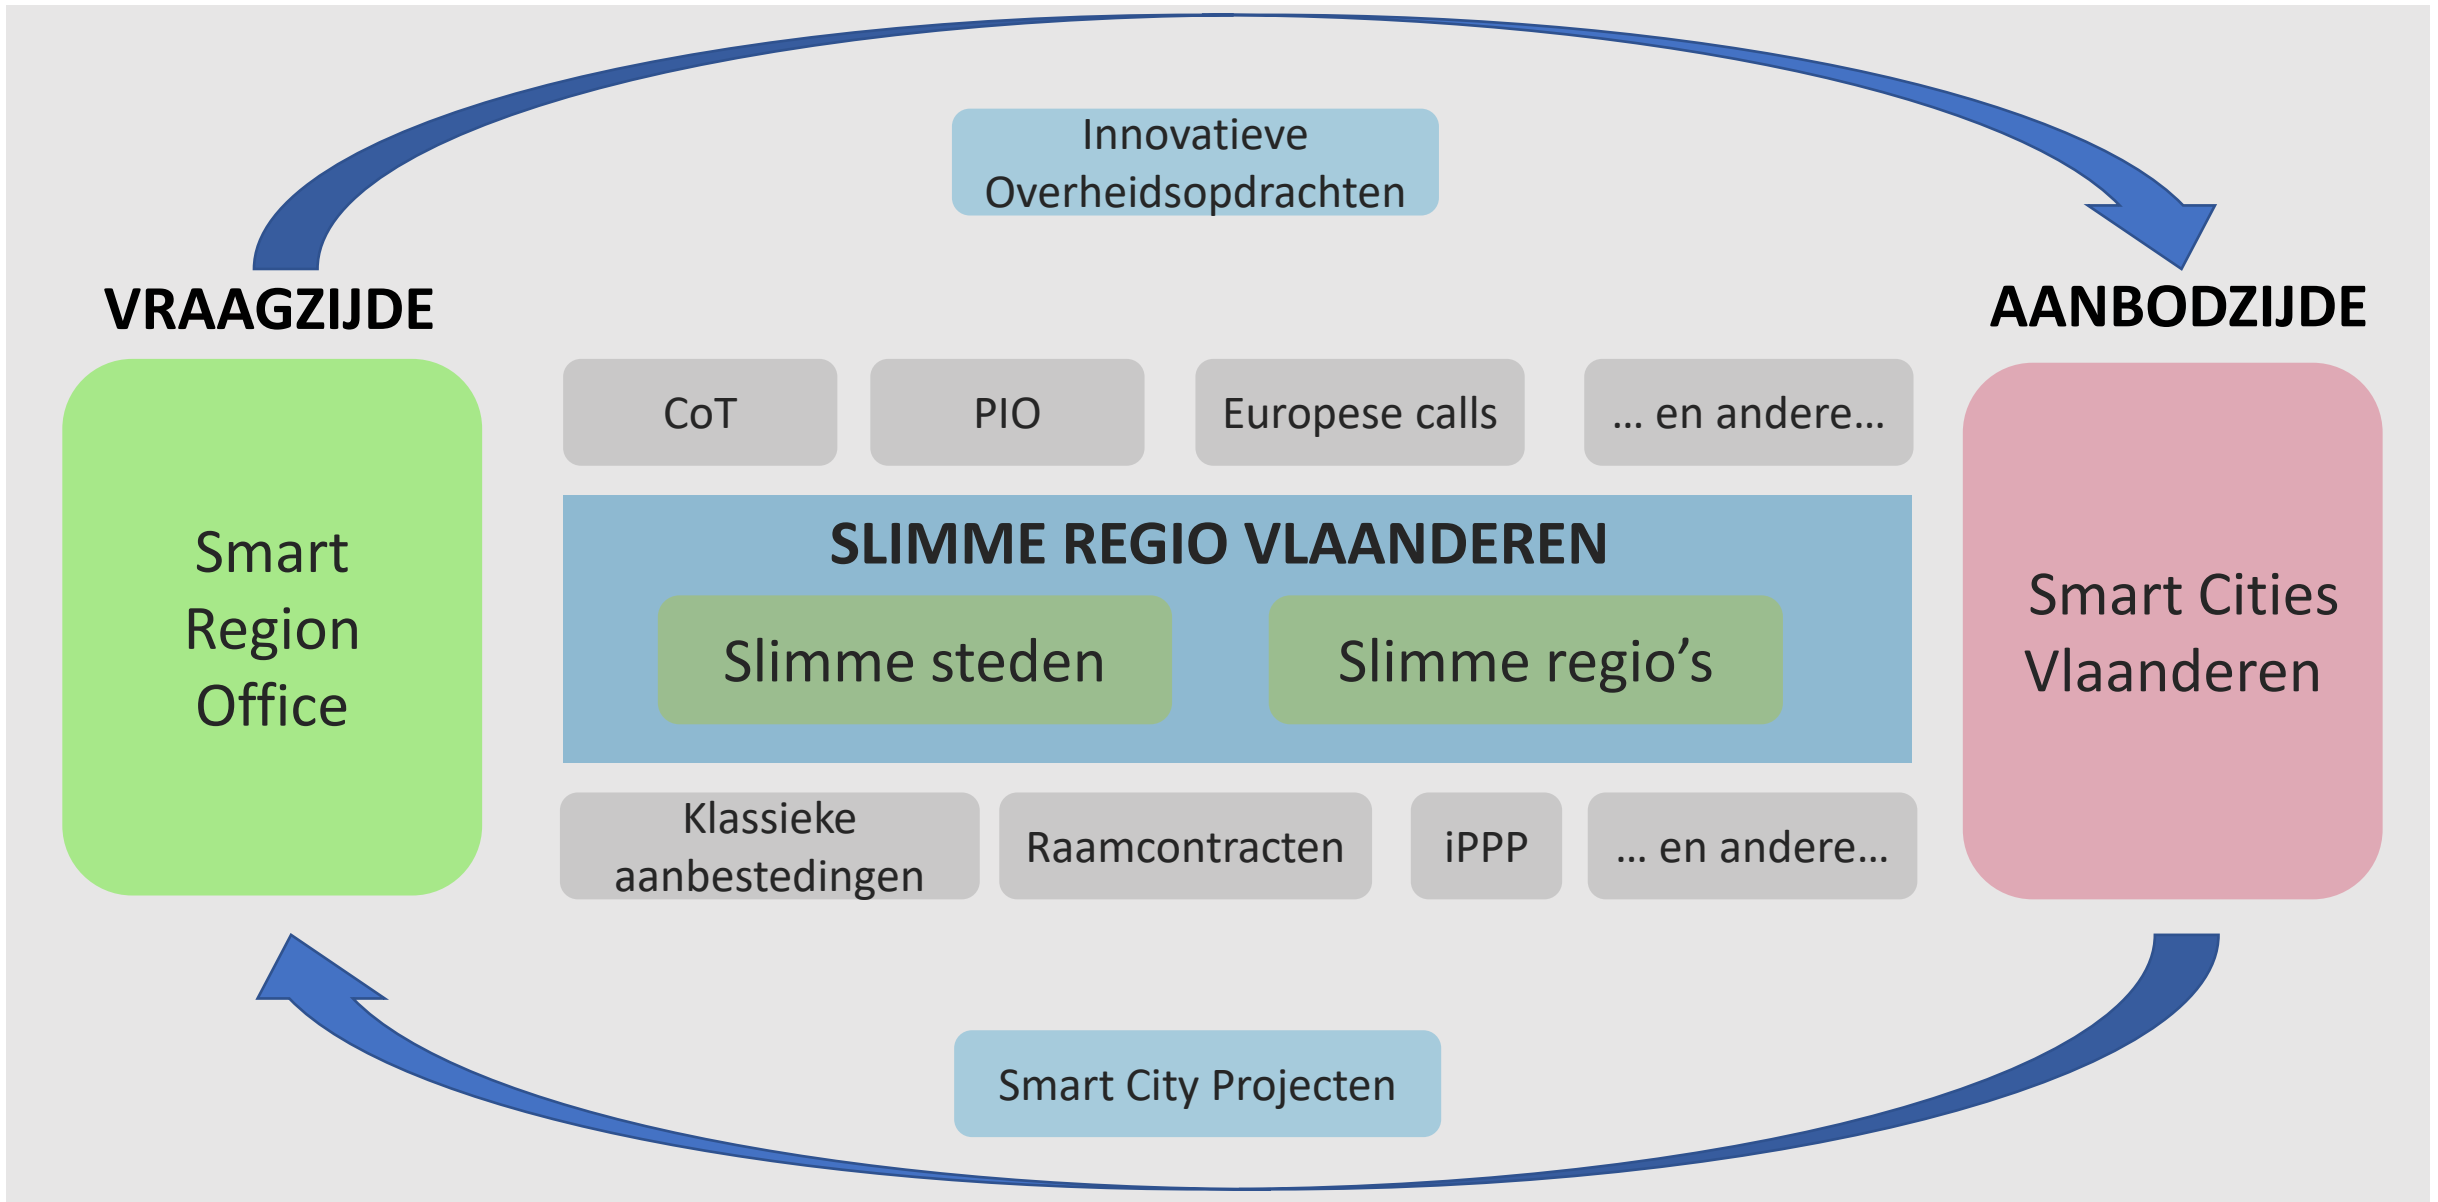 Innovatieve
Overheidsopdrachten
VRAAGZIJDE
AANBODZIJDE
CoT
PIO
Europese calls
... en andere...
Smart
Region
Office
SLIMME REGIO VLAANDEREN
Slimme steden
Slimme regio’s
Smart Cities
Vlaanderen
Klassieke
aanbestedingen
Raamcontracten
iPPP
... en andere...
Smart City Projecten